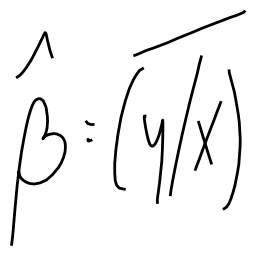 β̂ = \overline{(y/x)}